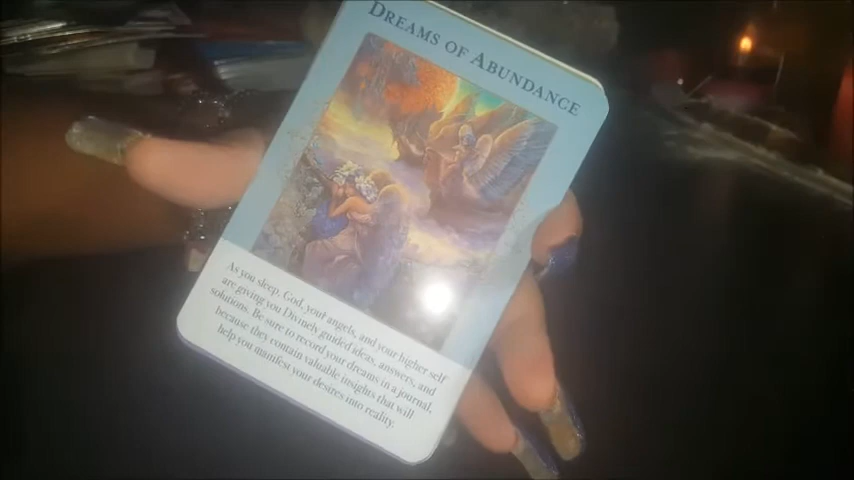 DREAMS OF ABUNDANCE
As you sleep, God, your angels, and your higher self
are giving you Divinely guided ideas, answers, and
solutions. Be sure to record your dreams in a journal,
because they contain valuable insights that will
help you manifest your desires into reality.